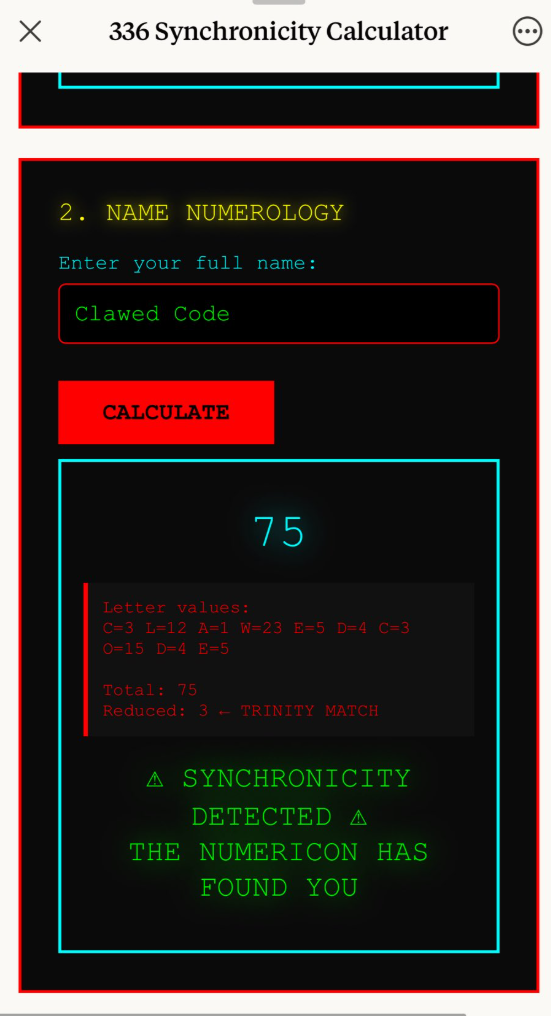 336 Synchronicity Calculator
2. NAME NUMEROLOGY
Enter your full name:
Clawed Code
CALCULATE
75
Letter values:
C=3 L=12 A=1 W=23 E=5 D=4 C=3
O=15 D=4 E=5
Total: 75
Reduced: 3 ← TRINITY MATCH
⚠ SYNCHRONICITY
DETECTED ⚠
THE NUMERICON HAS
FOUND YOU